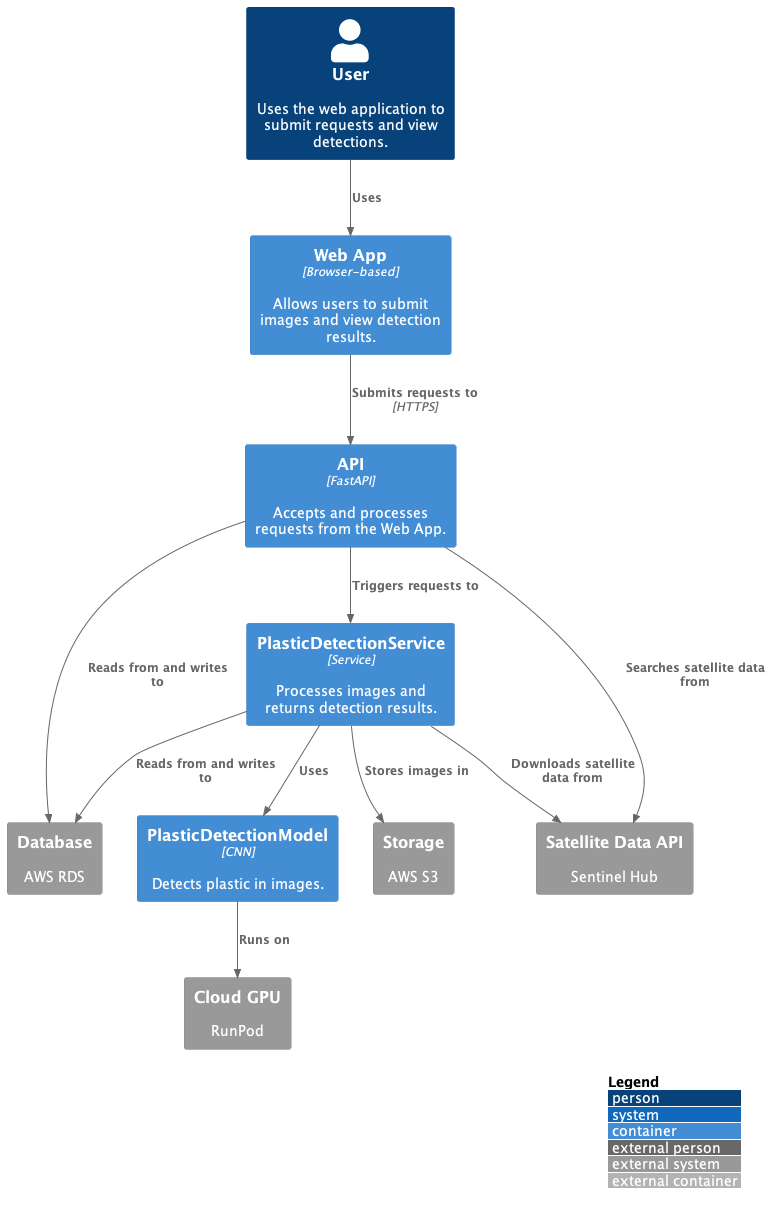 User
Uses the web application to
submit requests and view
detections.
Uses
Web App
[Browser-based]
Allows users to submit
images and view detection
results.
Submits requests to
[HTTPS]
API
[FastAPI]
Accepts and processes
requests from the Web App.
Triggers requests to
Reads from and writes
to
Searches satellite data
from
PlasticDetectionService
[Service]
Processes images and
returns detection results.
Reads from and writes
to
Uses
Stores images in
Downloads satellite
data from
Database
AWS RDS
PlasticDetectionModel
[CNN]
Detects plastic in images.
Storage
AWS S3
Satellite Data API
Sentinel Hub
Runs on
Cloud GPU
RunPod
Legend
person
system
container
external person
external system
external container